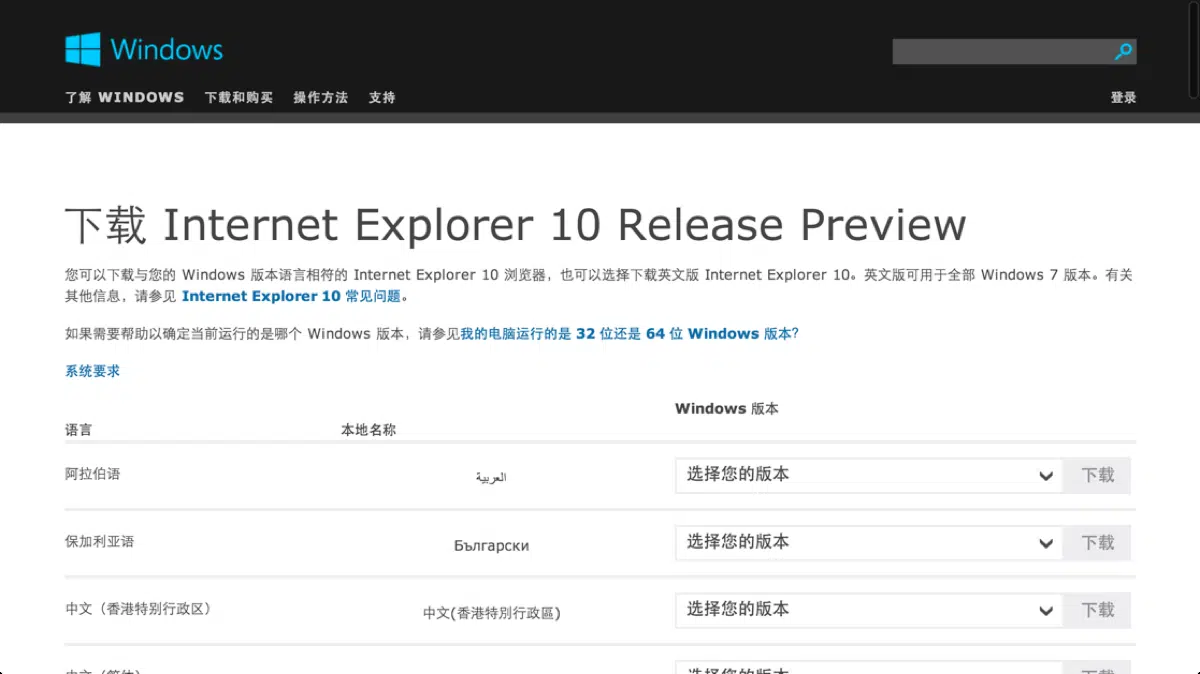 Windows
了解 WINDOWS 下载和购买 操作方法 支持 登录
下载 Internet Explorer 10 Release Preview
您可以下载与您的 Windows 版本语言相符的 Internet Explorer 10 浏览器，也可以选择下载英文版 Internet Explorer 10。英文版可用于全部 Windows 7 版本。有关
其他信息，请参见 Internet Explorer 10 常见问题。
如果需要帮助以确定当前运行的是哪个 Windows 版本，请参见我的电脑运行的是 32 位还是 64 位 Windows 版本？
系统要求
Windows 版本
语言 本地名称
阿拉伯语 العربية 选择您的版本 下载
保加利亚语 Български 选择您的版本 下载
中文（香港特别行政区） 中文(香港特別行政區) 选择您的版本 下载